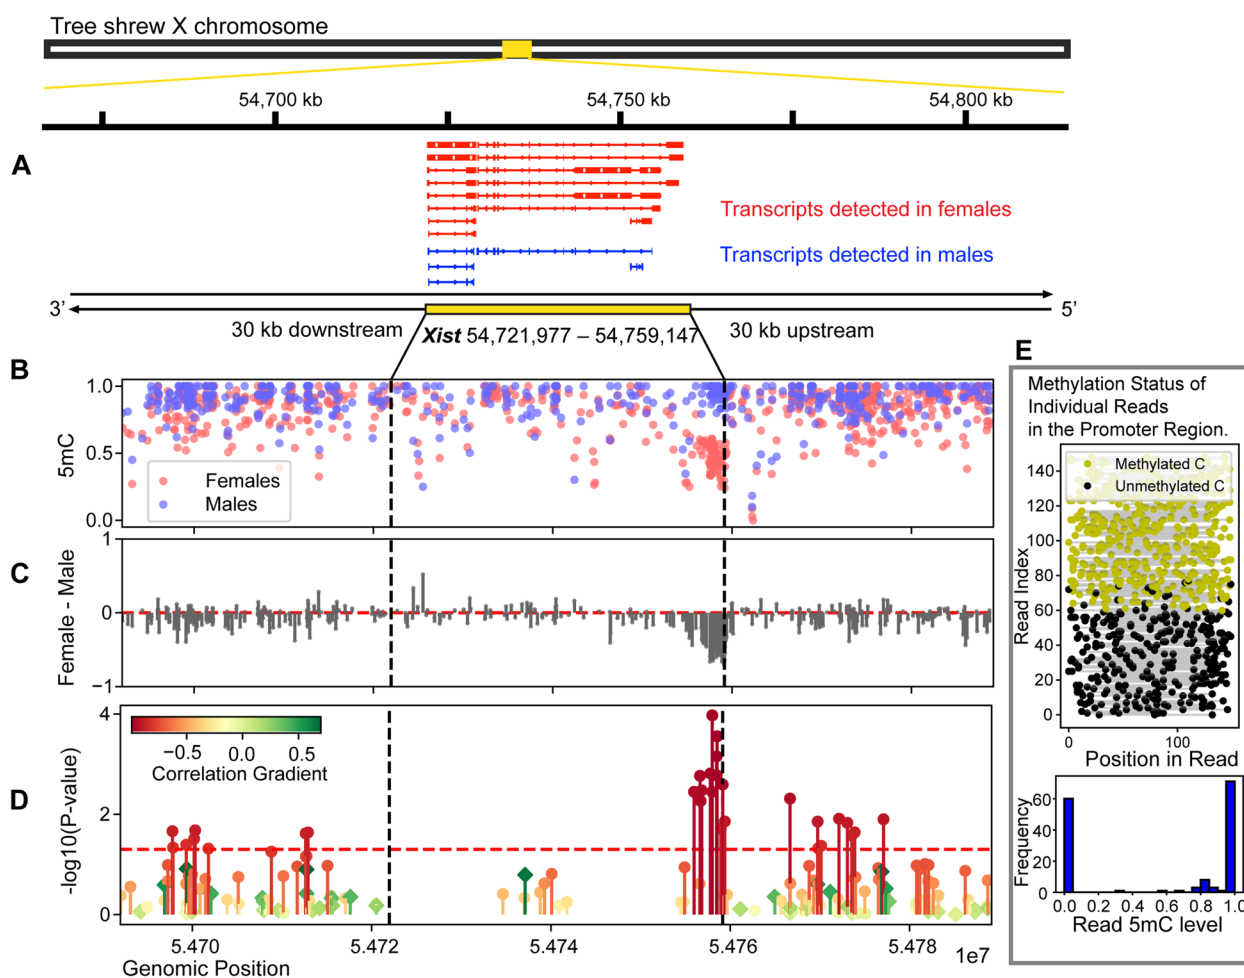 Tree shrew X chromosome
54,700 kb 54,750 kb 54,800 kb
A
Transcripts detected in females
Transcripts detected in males
3’ 5’
30 kb downstream Xist 54,721,977 – 54,759,147 30 kb upstream
B
1.0
0.5
0.0
5mC
Females
Males
C
1
0
−1
Female - Male
D
4
2
0
-log10(P-value)
−0.5 0.0 0.5
Correlation Gradient
5.470 5.472 5.474 5.476 5.478
1e7
Genomic Position
E
Methylation Status of
Individual Reads
in the Promoter Region.
Methylated C
Unmethylated C
140
120
100
80
60
40
20
0
Read Index
0 100
Position in Read
60
40
20
0
Frequency
0.0 0.2 0.4 0.6 0.8 1.0
Read 5mC level